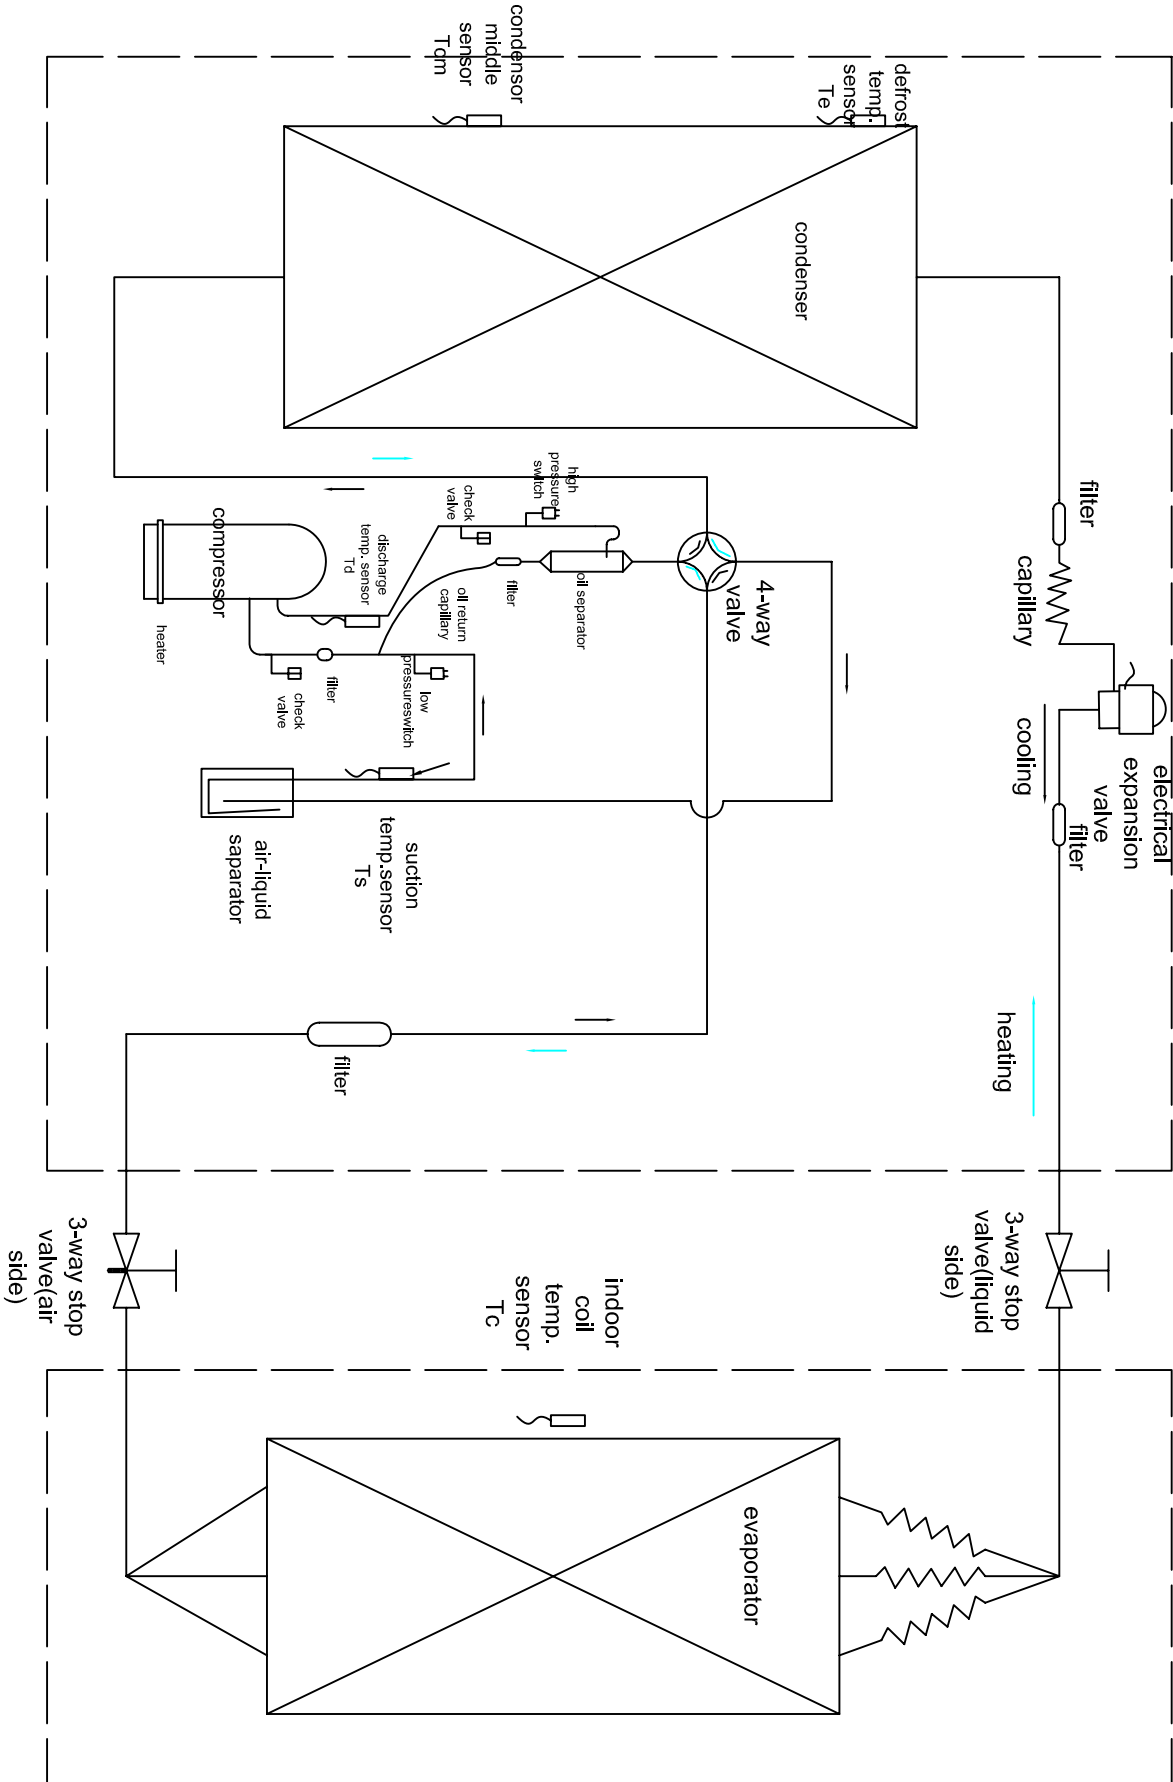 condensor
middle
sensor
Tcm
defrost
temp.
sensor
Te
condenser
filter
capillary
electrical
expansion
valve
filter
cooling
heating
4-way
valve
high
pressure
switch
check
valve
oil separator
filter
oil return
capillary
discharge
temp. sensor
Td
compressor
heater
low
pressureswitch
filter
check
valve
suction
temp.sensor
Ts
air-liquid
saparator
filter
3-way stop
valve(liquid
side)
3-way stop
valve(air
side)
indoor
coil
temp.
sensor
Tc
evaporator